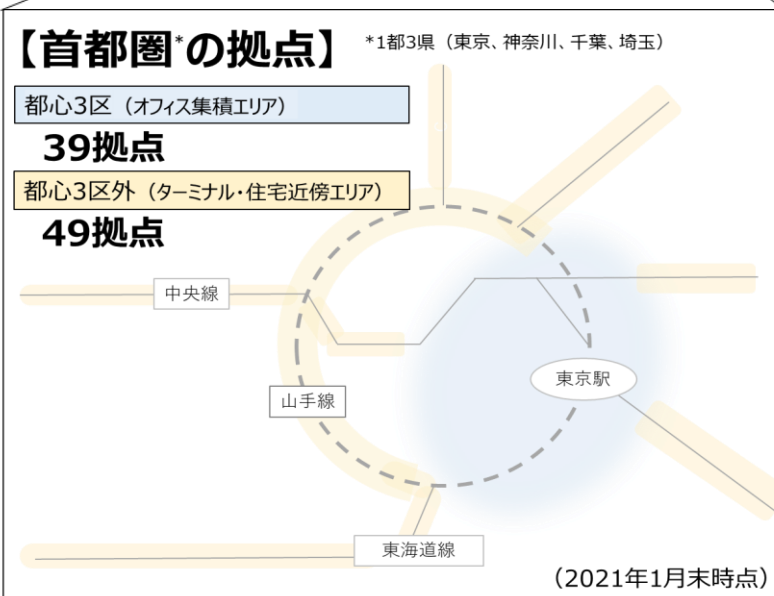 【首都圏*の拠点】 *1都3県（東京、神奈川、千葉、埼玉）
都心3区（オフィス集積エリア）
39拠点
都心3区外（ターミナル・住宅近傍エリア）
49拠点
中央線
東京駅
山手線
東海道線
（2021年1月末時点）